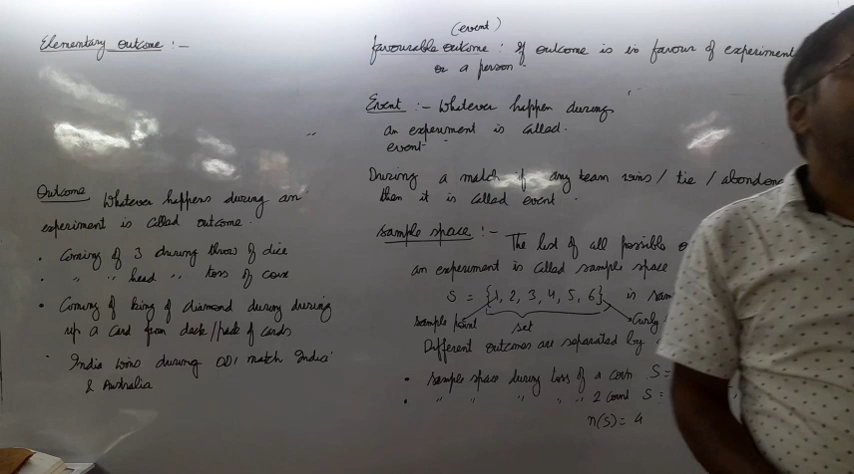 Elementary outcome :-
Outcome Whatever happens during an
experiment is called outcome.
• Coming of 3 during throw of dice
• " " head " toss of coin
• Coming of king of diamond during during
up a card from deck/pack of cards
• India wins during ODI match India
& Australia
(event)
favourable outcome : If outcome is in favour of experiment
or a person.
Event :- Whatever happen during
an experiment is called.
event
During a match if any team wins / tie / abondend
then it is called event.
Sample space :- The list of all possible o
an experiment is called sample space
S = {1, 2, 3, 4, 5, 6} is sam
sample point set Curly
Different outcomes are separated by
• sample space during toss of a coin S =
• " " " " " 2 coins S =
n(S) = 4